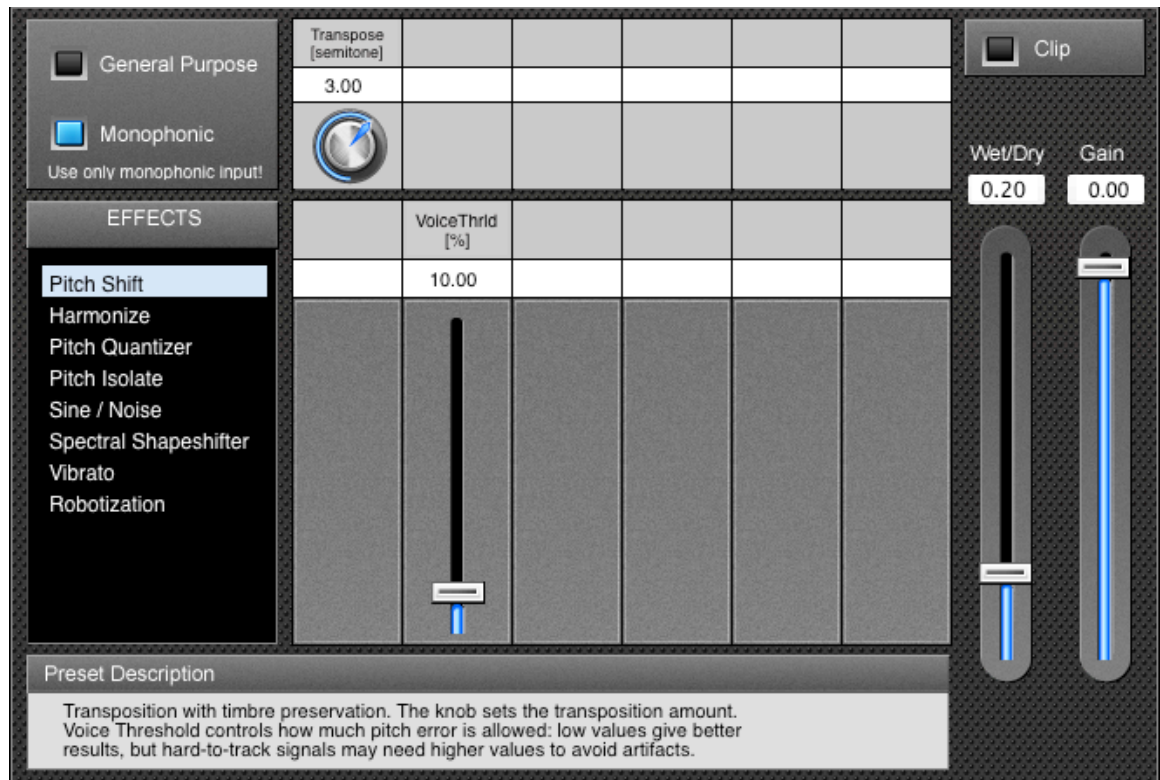 General Purpose
Monophonic
Use only monophonic input!
Transpose
[semitone]
3.00
Clip
Wet/Dry
Gain
0.20
0.00
EFFECTS
Pitch Shift
Harmonize
Pitch Quantizer
Pitch Isolate
Sine / Noise
Spectral Shapeshifter
Vibrato
Robotization
VoiceThrld
[%]
10.00
Preset Description
Transposition with timbre preservation. The knob sets the transposition amount.
Voice Threshold controls how much pitch error is allowed: low values give better
results, but hard-to-track signals may need higher values to avoid artifacts.